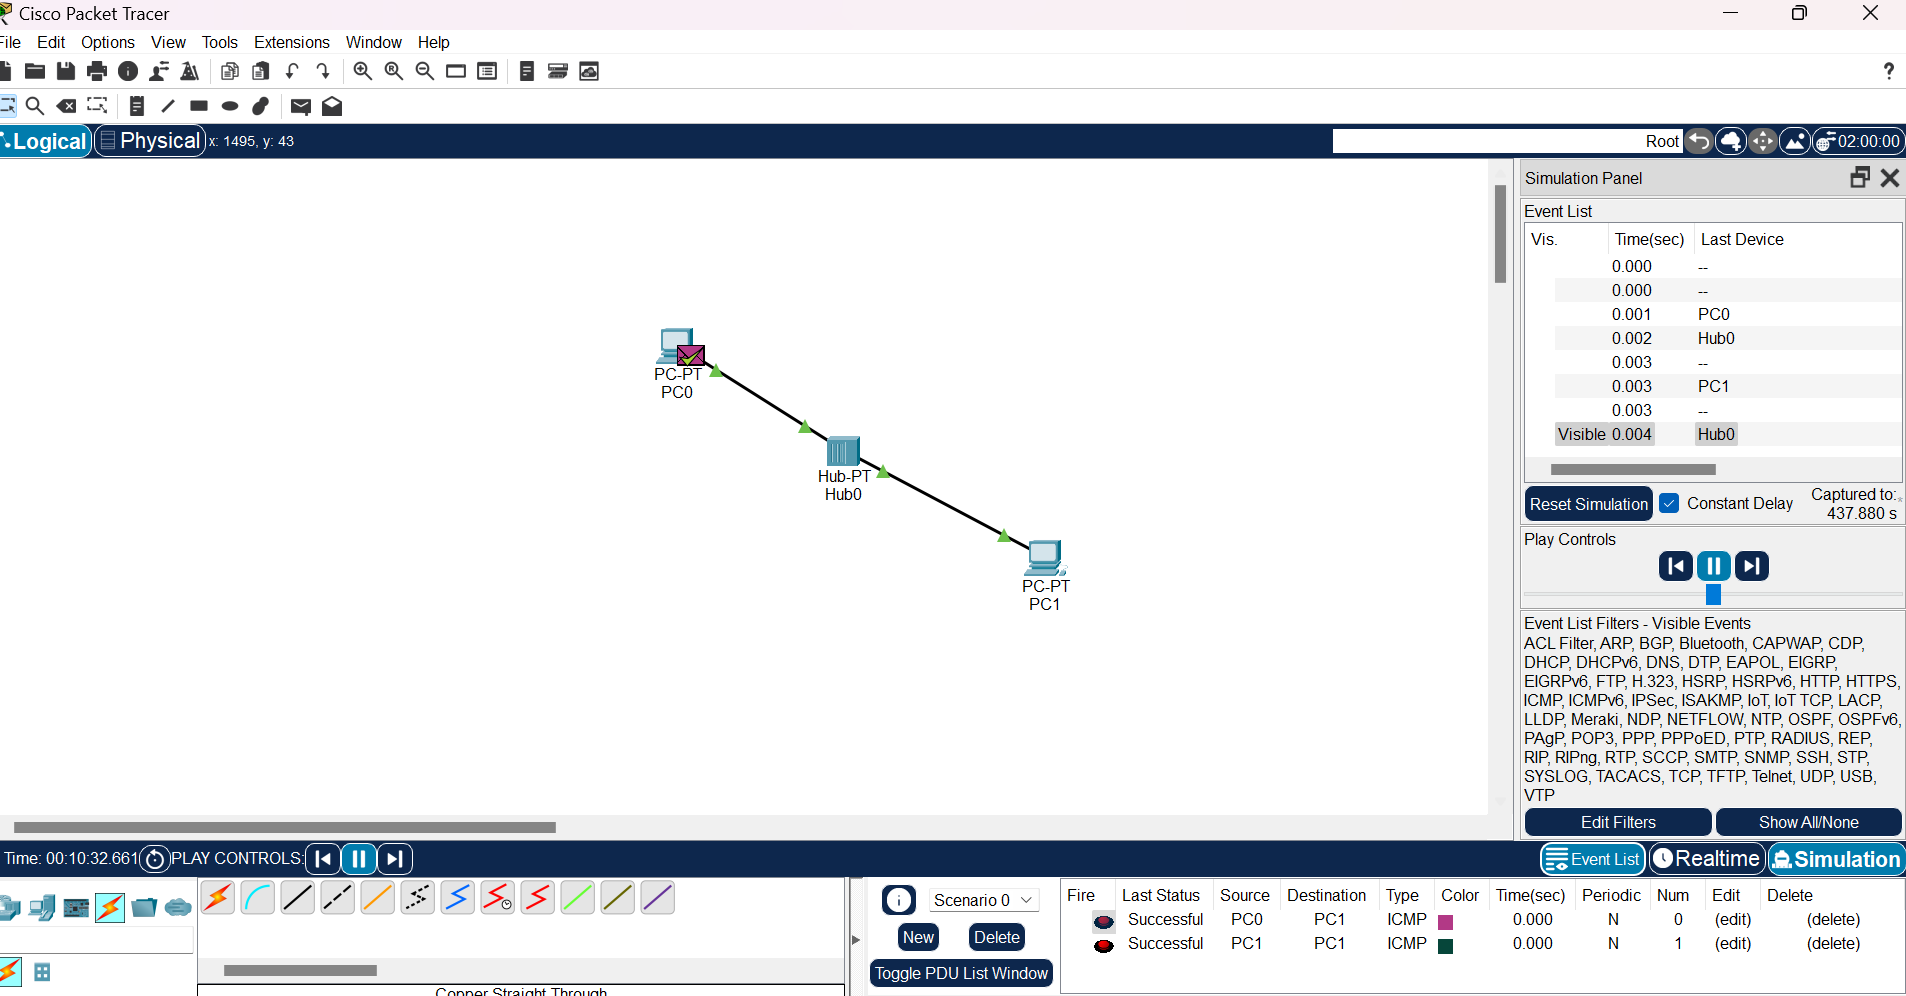 Cisco Packet Tracer
File Edit Options View Tools Extensions Window Help
?
Logical Physical x: 1495, y: 43 Root 02:00:00
Simulation Panel
Event List
Vis. Time(sec) Last Device
0.000 --
0.000 --
0.001 PC0
0.002 Hub0
0.003 --
0.003 PC1
0.003 --
Visible 0.004 Hub0
Reset Simulation Constant Delay Captured to:*
437.880 s
Play Controls
Event List Filters - Visible Events
ACL Filter, ARP, BGP, Bluetooth, CAPWAP, CDP,
DHCP, DHCPv6, DNS, DTP, EAPOL, EIGRP,
EIGRPv6, FTP, H.323, HSRP, HSRPv6, HTTP, HTTPS,
ICMP, ICMPv6, IPSec, ISAKMP, IoT, IoT TCP, LACP,
LLDP, Meraki, NDP, NETFLOW, NTP, OSPF, OSPFv6,
PAgP, POP3, PPP, PPPoED, PTP, RADIUS, REP,
RIP, RIPng, RTP, SCCP, SMTP, SNMP, SSH, STP,
SYSLOG, TACACS, TCP, TFTP, Telnet, UDP, USB,
VTP
Edit Filters Show All/None
PC-PT
PC0
Hub-PT
Hub0
PC-PT
PC1
Time: 00:10:32.661 PLAY CONTROLS: Event List Realtime Simulation
Scenario 0
New Delete
Toggle PDU List Window
Fire Last Status Source Destination Type Color Time(sec) Periodic Num Edit Delete
Successful PC0 PC1 ICMP 0.000 N 0 (edit) (delete)
Successful PC1 PC1 ICMP 0.000 N 1 (edit) (delete)
Copper Straight Through